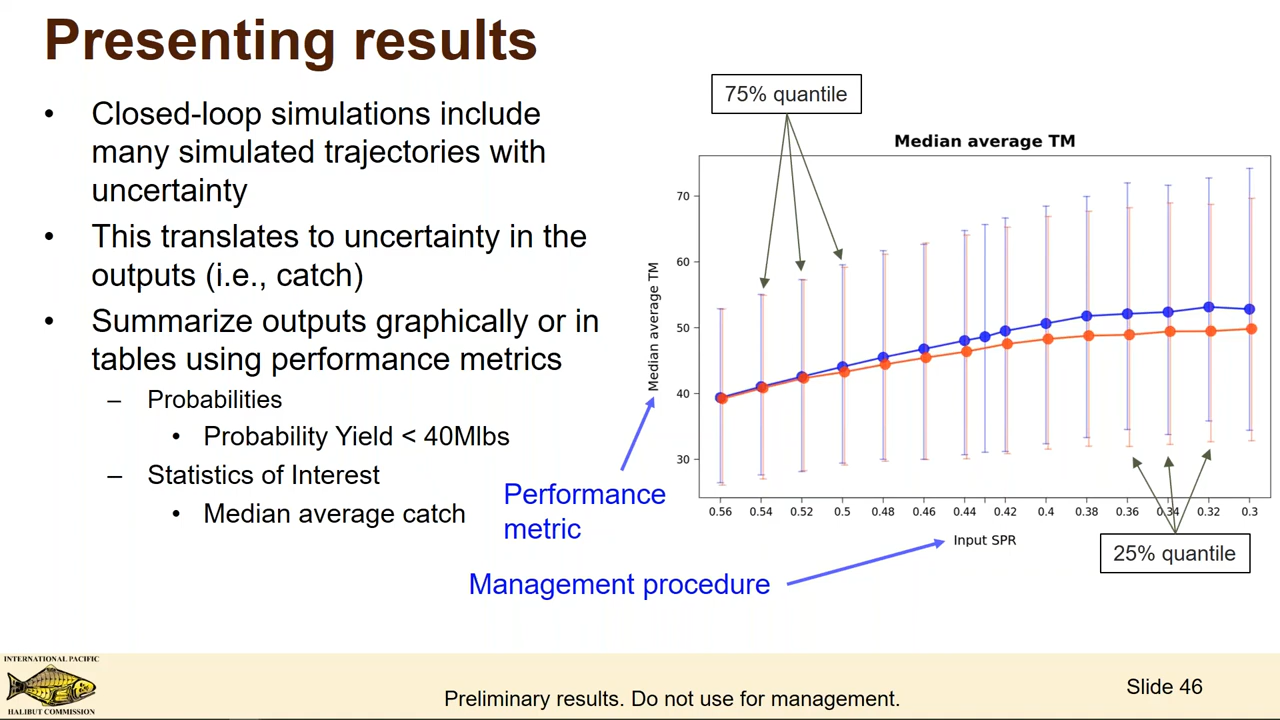 Presenting results
• Closed-loop simulations include
many simulated trajectories with
uncertainty
• This translates to uncertainty in the
outputs (i.e., catch)
• Summarize outputs graphically or in
tables using performance metrics
– Probabilities
• Probability Yield < 40Mlbs
– Statistics of Interest
• Median average catch
75% quantile
Median average TM
Median average TM
70
60
50
40
30
0.56 0.54 0.52 0.5 0.48 0.46 0.44 0.42 0.4 0.38 0.36 0.34 0.32 0.3
Input SPR
25% quantile
Performance
metric
Management procedure
INTERNATIONAL PACIFIC
HALIBUT COMMISSION
Preliminary results. Do not use for management.
Slide 46